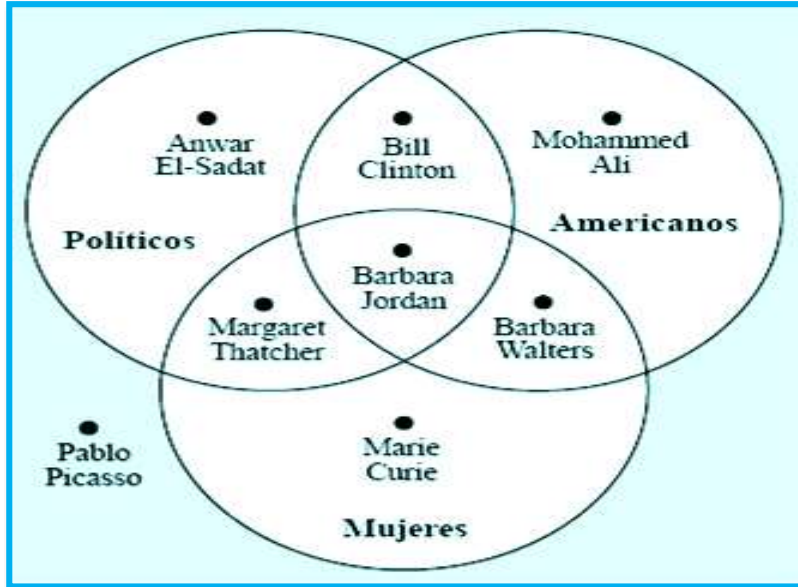 Anwar
El-Sadat
Bill
Clinton
Mohammed
Ali
Políticos
Americanos
Barbara
Jordan
Margaret
Thatcher
Barbara
Walters
Pablo
Picasso
Marie
Curie
Mujeres